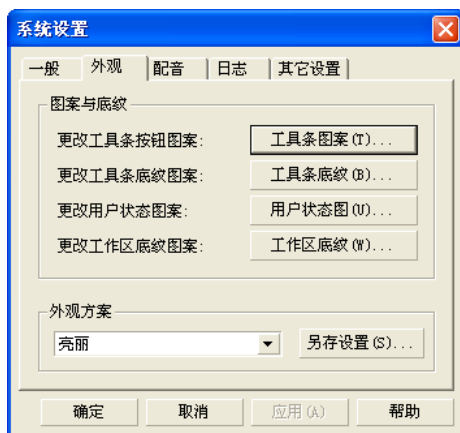 系统设置
一般 外观 配音 日志 其它设置
图案与底纹
更改工具条按钮图案: 工具条图案(T)...
更改工具条底纹图案: 工具条底纹(B)...
更改用户状态图案: 用户状态图(U)...
更改工作区底纹图案: 工作区底纹(W)...
外观方案
亮丽 另存设置(S)...
确定 取消 应用(A) 帮助